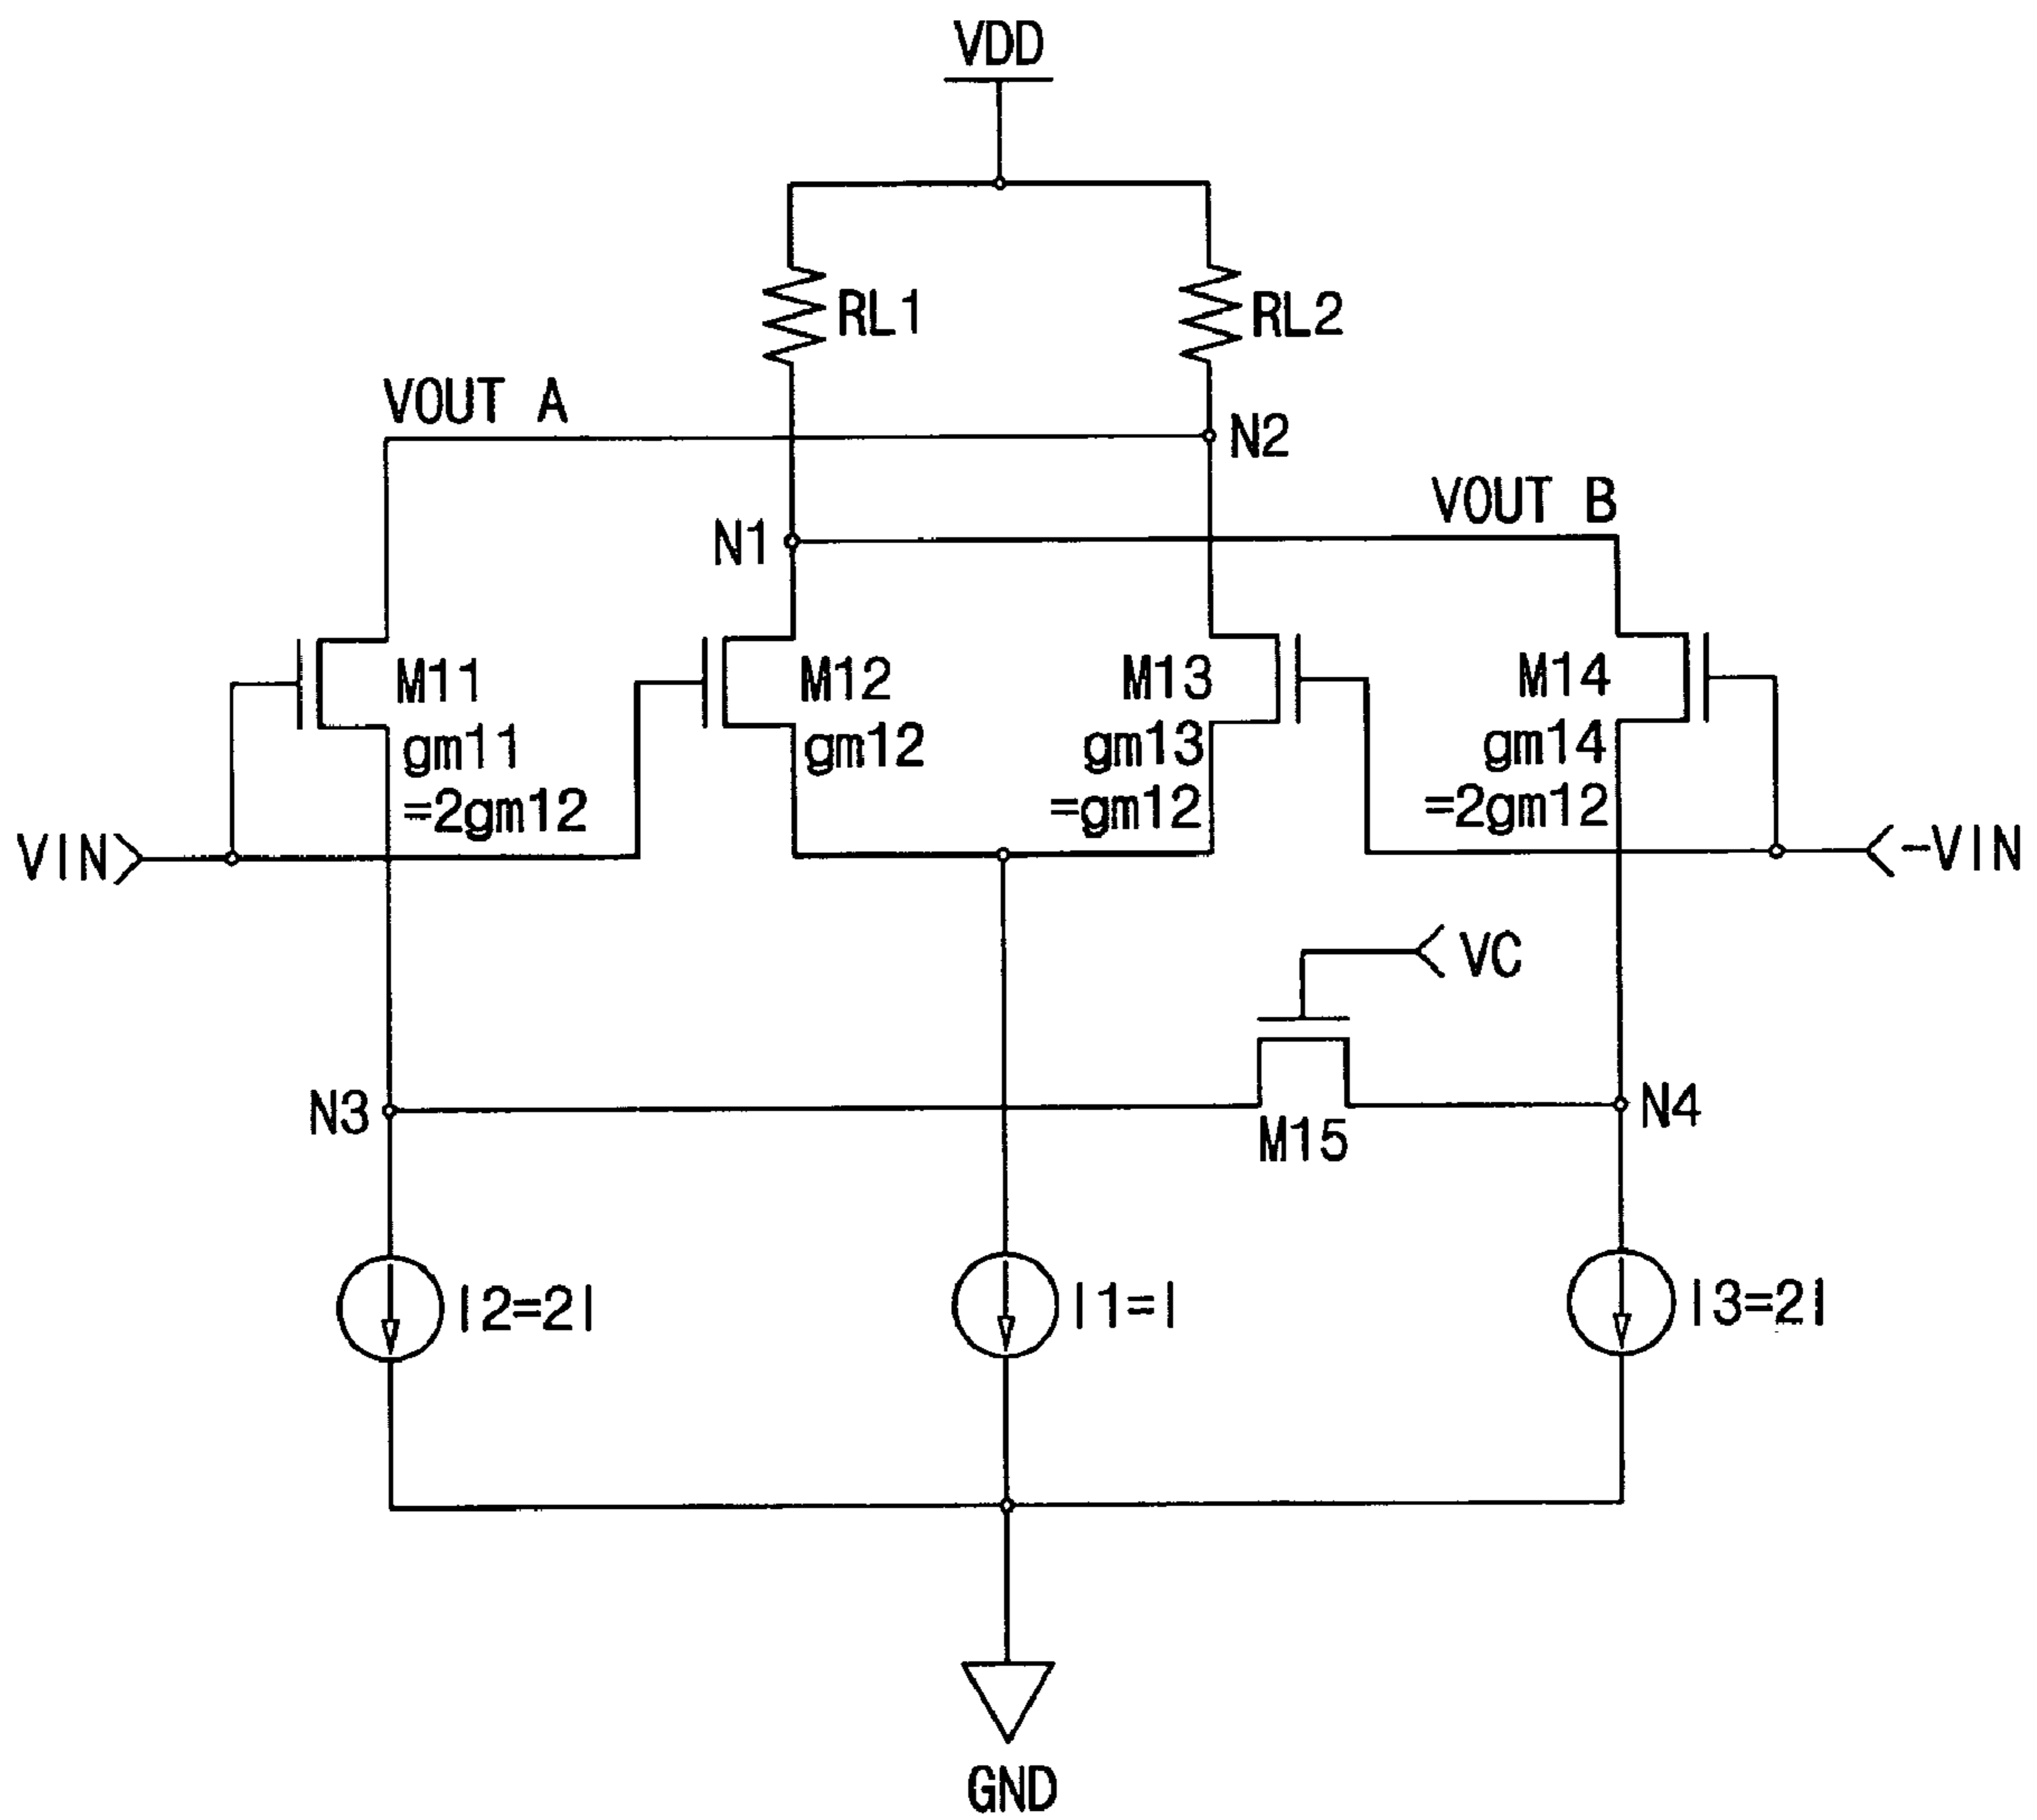 VDD
RL1
RL2
VOUT A
N2
VOUT B
N1
M11
gm11
=2gm12
M12
gm12
M13
gm13
=gm12
M14
gm14
=2gm12
VIN
-VIN
VC
N3
M15
N4
I2=2I
I1=I
I3=2I
GND